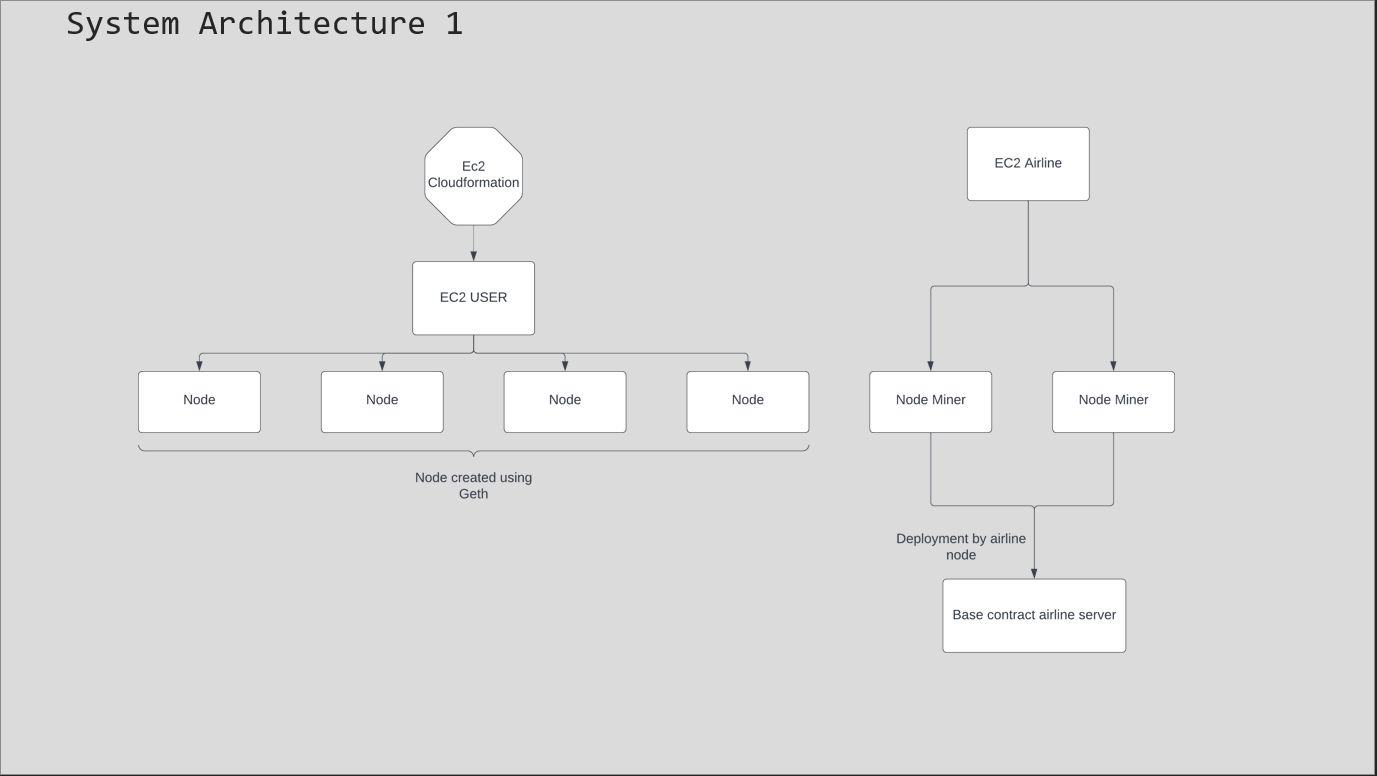 System Architecture 1
Ec2
Cloudformation
EC2 Airline
EC2 USER
Node
Node
Node
Node
Node Miner
Node Miner
Node created using
Geth
Deployment by airline
node
Base contract airline server